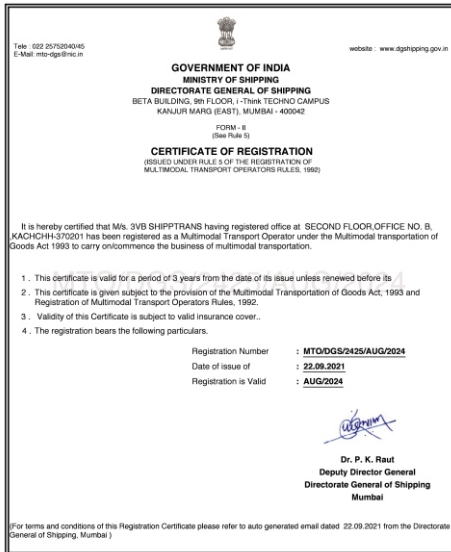 Tele : 022 25752040/45
E-Mail: mto-dgs@nic.in
website : www.dgshipping.gov.in
GOVERNMENT OF INDIA
MINISTRY OF SHIPPING
DIRECTORATE GENERAL OF SHIPPING
BETA BUILDING, 9th FLOOR, i -Think TECHNO CAMPUS
KANJUR MARG (EAST), MUMBAI - 400042
FORM - II
(See Rule 5)
CERTIFICATE OF REGISTRATION
(ISSUED UNDER RULE 5 OF THE REGISTRATION OF
MULTIMODAL TRANSPORT OPERATORS RULES, 1992)
It is hereby certified that M/s. 3VB SHIPPTRANS having registered office at SECOND FLOOR,OFFICE NO. B,
,KACHCHH-370201 has been registered as a Multimodal Transport Operator under the Multimodal transportation of
Goods Act 1993 to carry on/commence the business of multimodal transportation.
MTO/DGS/2425/AUG/2024
1 . This certificate is valid for a period of 3 years from the date of its issue unless renewed before its
2 . This certificate is given subject to the provision of the Multimodal Transportation of Goods Act, 1993 and
Registration of Multimodal Transport Operators Rules, 1992.
3 . Validity of this Certificate is subject to valid insurance cover..
4 . The registration bears the following particulars.
Registration Number : MTO/DGS/2425/AUG/2024
Date of issue of : 22.09.2021
Registration is Valid : AUG/2024
Dr. P. K. Raut
Deputy Director General
Directorate General of Shipping
Mumbai
(For terms and conditions of this Registration Certificate please refer to auto generated email dated 22.09.2021 from the Directorate
General of Shipping, Mumbai )